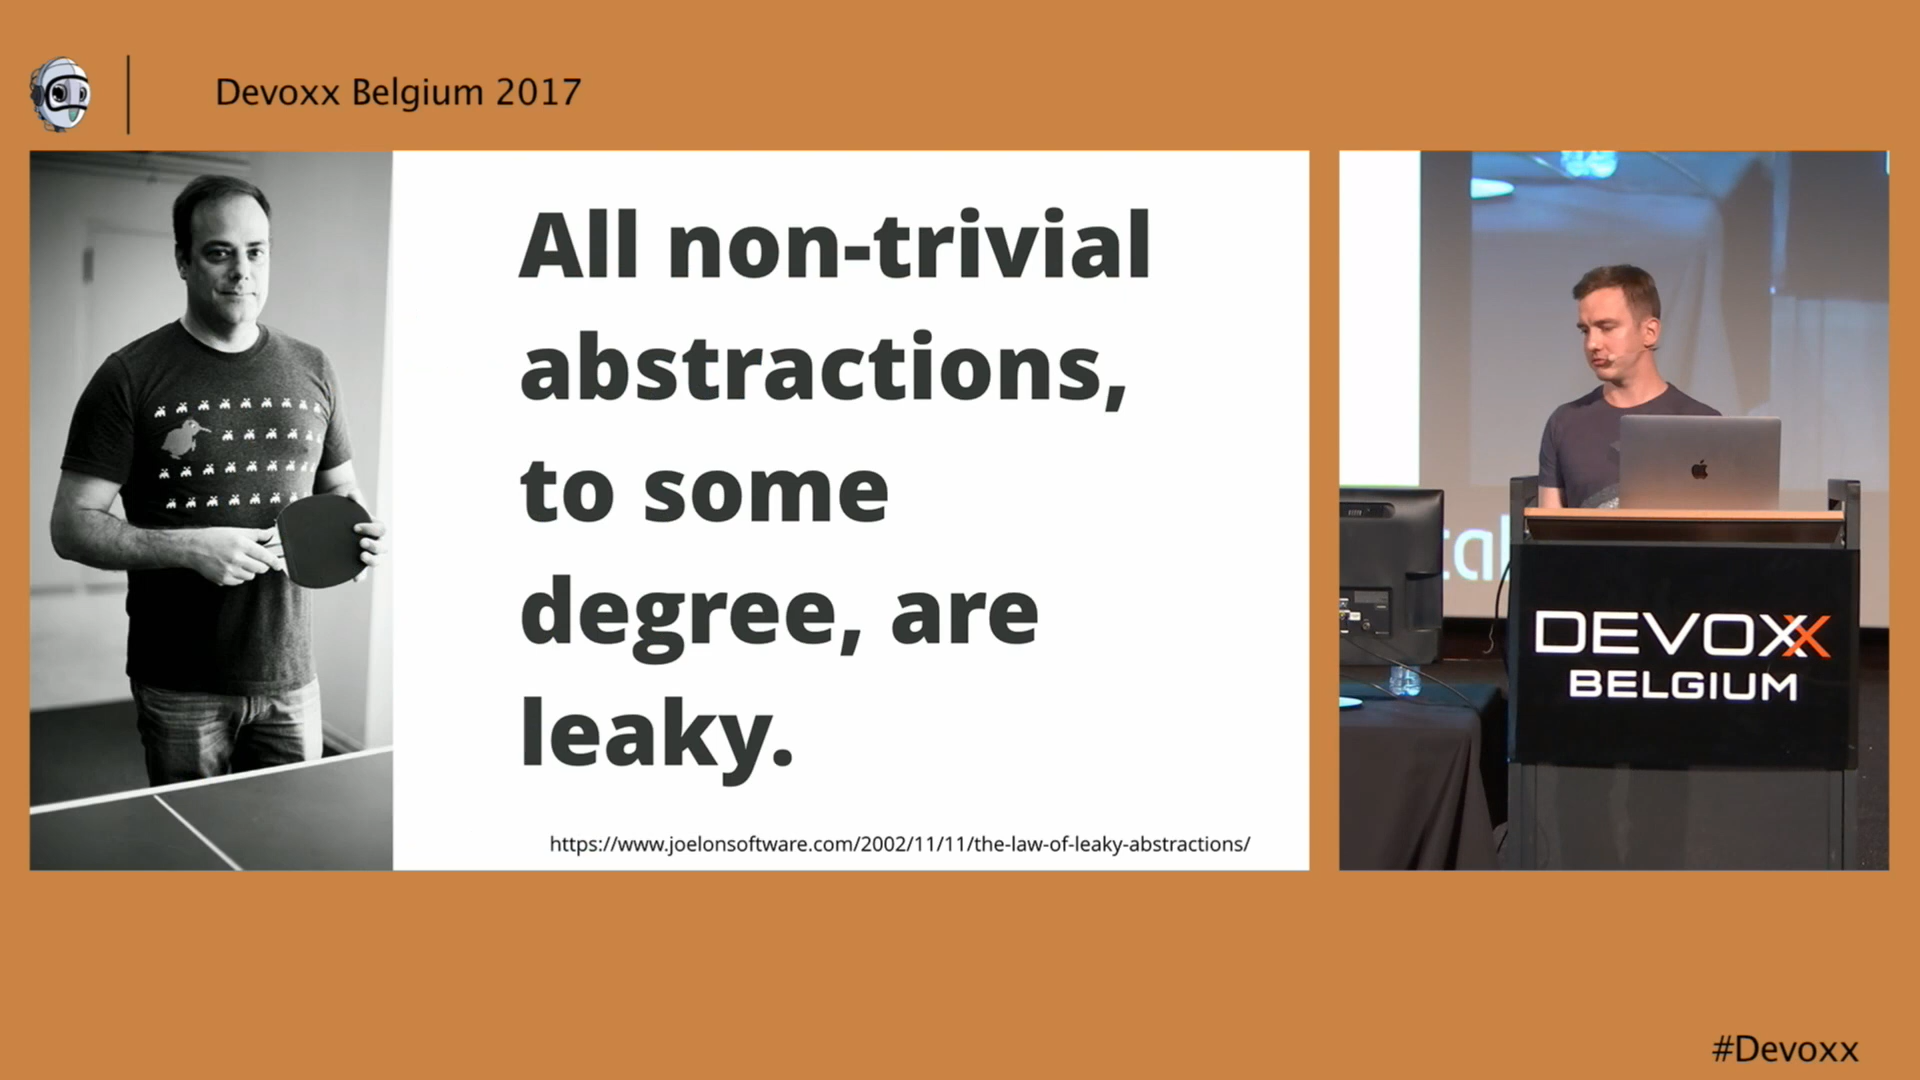 Devoxx Belgium 2017
All non-trivial
abstractions,
to some
degree, are
leaky.
https://www.joelonsoftware.com/2002/11/11/the-law-of-leaky-abstractions/
DEVOXX
BELGIUM
#Devoxx